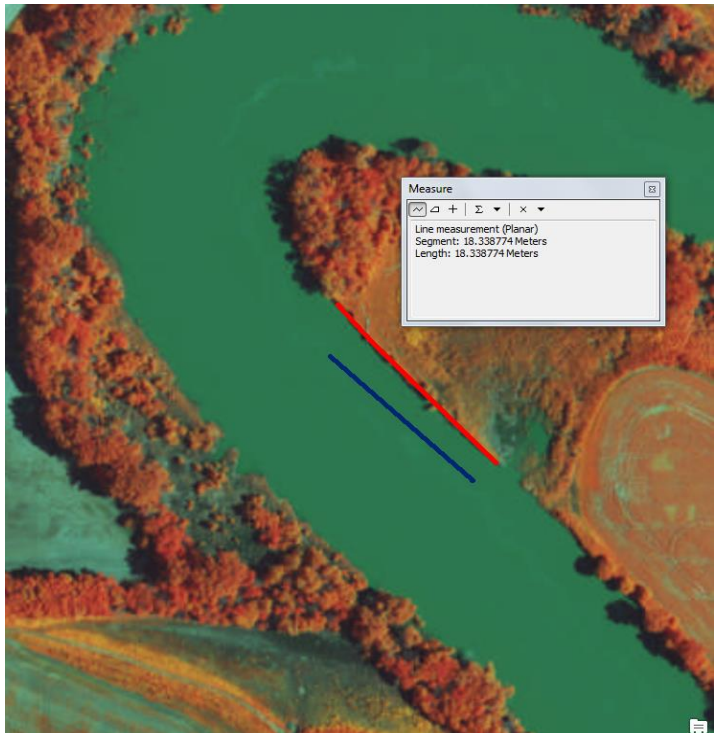 Measure
Σ
Line measurement (Planar)
Segment: 18.338774 Meters
Length: 18.338774 Meters